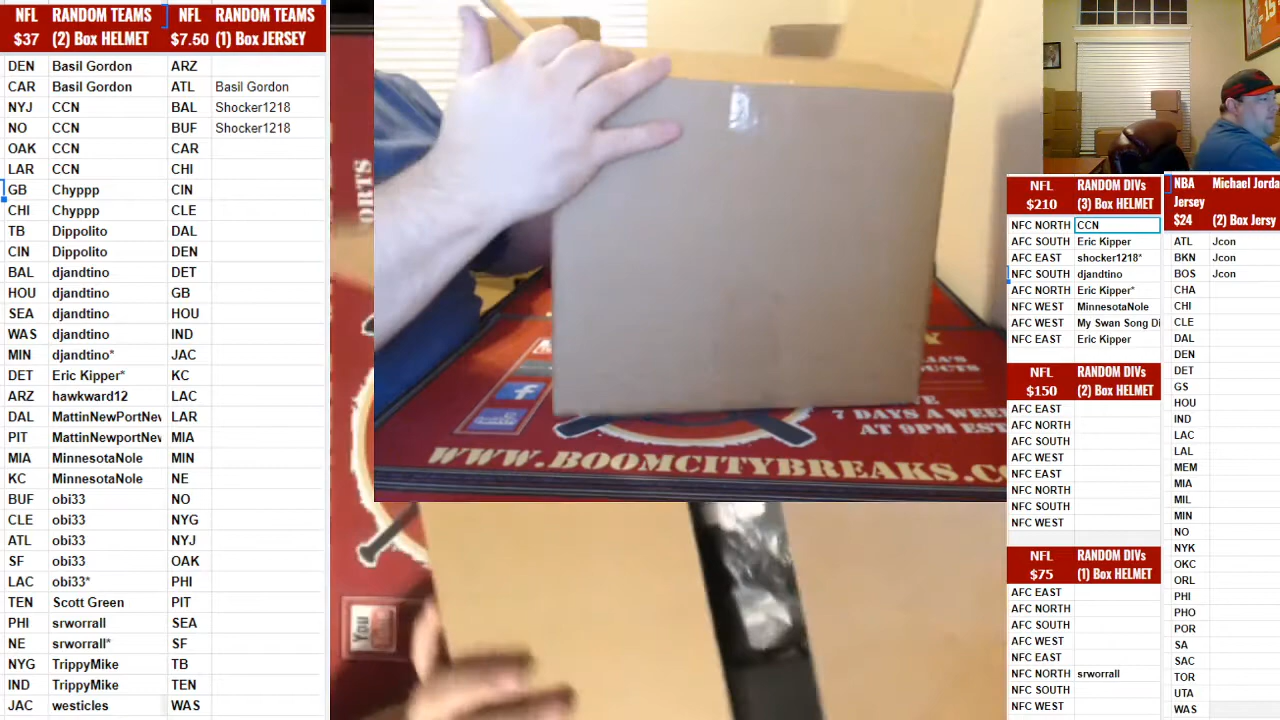 NFL RANDOM TEAMS
$37 (2) Box HELMET
DEN Basil Gordon
CAR Basil Gordon
NYJ CCN
NO CCN
OAK CCN
LAR CCN
GB Chyppp
CHI Chyppp
TB Dippolito
CIN Dippolito
BAL djandtino
HOU djandtino
SEA djandtino
WAS djandtino
MIN djandtino*
DET Eric Kipper*
ARZ hawkward12
DAL MattinNewPortNew
PIT MattinNewportNew
MIA MinnesotaNole
KC MinnesotaNole
BUF obi33
CLE obi33
ATL obi33
SF obi33
LAC obi33*
TEN Scott Green
PHI srworrall
NE srworrall*
NYG TrippyMike
IND TrippyMike
JAC westicles
NFL RANDOM TEAMS
$7.50 (1) Box JERSEY
ARZ
ATL Basil Gordon
BAL Shocker1218
BUF Shocker1218
CAR
CHI
CIN
CLE
DAL
DEN
DET
GB
HOU
IND
JAC
KC
LAC
LAR
MIA
MIN
NE
NO
NYG
NYJ
OAK
PHI
PIT
SEA
SF
TB
TEN
WAS
ORTS
7 DAYS A WEE
AT 9PM EST
WWW.BOOMCITYBREAKS.C
You
NFL RANDOM DIVs
$210 (3) Box HELMET
NFC NORTH CCN
AFC SOUTH Eric Kipper
AFC EAST shocker1218*
NFC SOUTH djandtino
AFC NORTH Eric Kipper*
NFC WEST MinnesotaNole
AFC WEST My Swan Song Di
NFC EAST Eric Kipper
NFL RANDOM DIVs
$150 (2) Box HELMET
AFC EAST
AFC NORTH
AFC SOUTH
AFC WEST
NFC EAST
NFC NORTH
NFC SOUTH
NFC WEST
NFL RANDOM DIVs
$75 (1) Box HELMET
AFC EAST
AFC NORTH
AFC SOUTH
AFC WEST
NFC EAST
NFC NORTH srworrall
NFC SOUTH
NFC WEST
NBA Michael Jorda
Jersey
$24 (2) Box Jersy
ATL Jcon
BKN Jcon
BOS Jcon
CHA
CHI
CLE
DAL
DEN
DET
GS
HOU
IND
LAC
LAL
MEM
MIA
MIL
MIN
NO
NYK
OKC
ORL
PHI
PHO
POR
SA
SAC
TOR
UTA
WAS
15